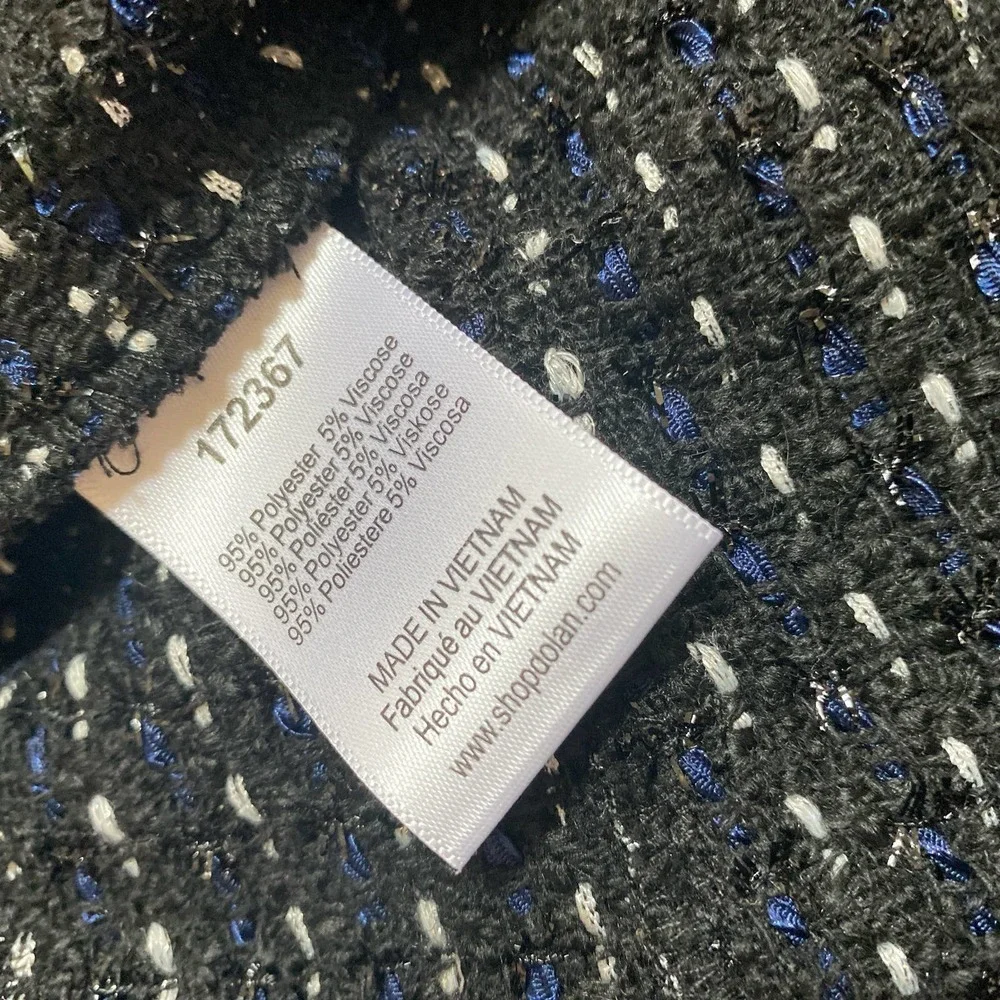 172367
95% Polyester 5% Viscose
95% Polyester 5% Viscose
95% Poliester 5% Viscosa
95% Polyester 5% Viskose
95% Poliestere 5% Viscosa
MADE IN VIETNAM
Fabriqué au VIETNAM
Hecho en VIETNAM
www.shopdolan.com